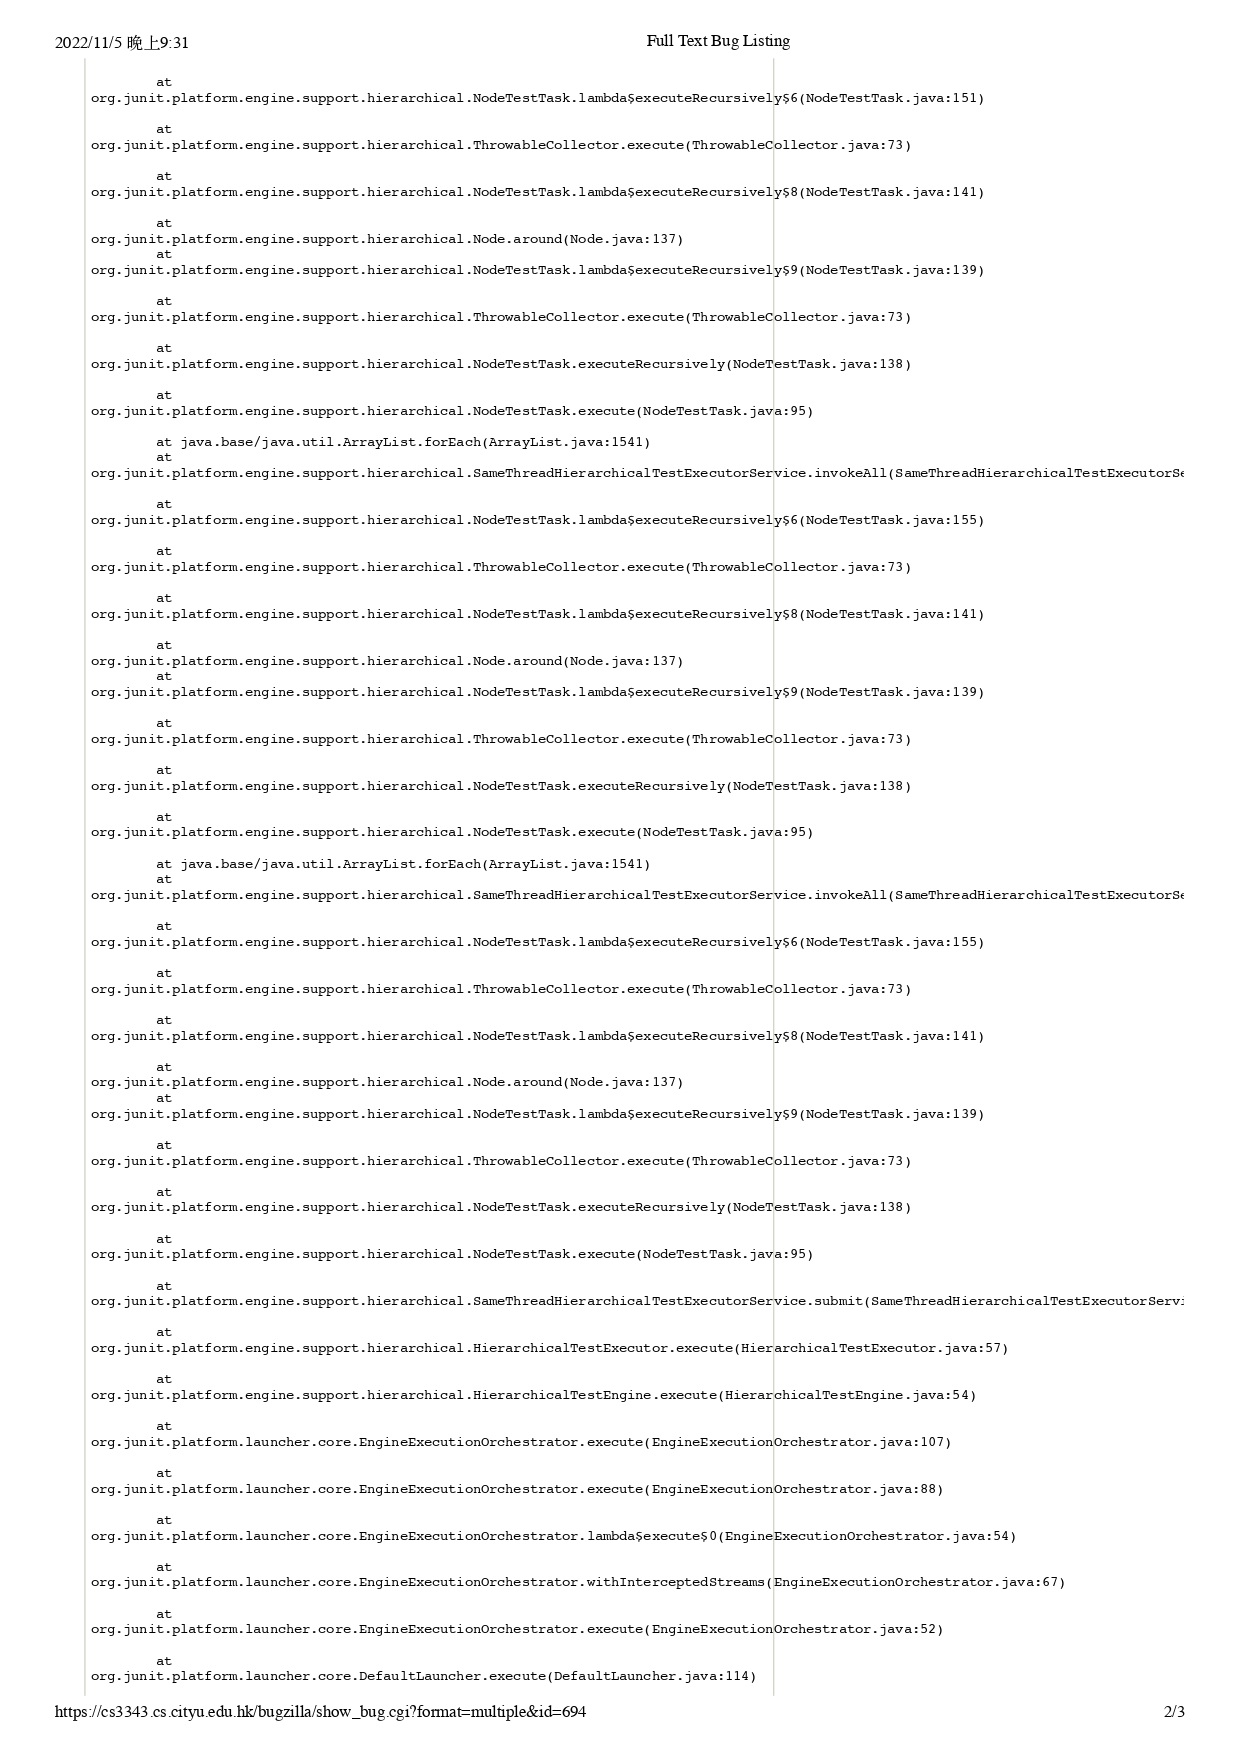 2022/11/5 晚上9:31
Full Text Bug Listing
at
org.junit.platform.engine.support.hierarchical.NodeTestTask.lambda$executeRecursively$6(NodeTestTask.java:151)
at
org.junit.platform.engine.support.hierarchical.ThrowableCollector.execute(ThrowableCollector.java:73)
at
org.junit.platform.engine.support.hierarchical.NodeTestTask.lambda$executeRecursively$8(NodeTestTask.java:141)
at
org.junit.platform.engine.support.hierarchical.Node.around(Node.java:137)
at
org.junit.platform.engine.support.hierarchical.NodeTestTask.lambda$executeRecursively$9(NodeTestTask.java:139)
at
org.junit.platform.engine.support.hierarchical.ThrowableCollector.execute(ThrowableCollector.java:73)
at
org.junit.platform.engine.support.hierarchical.NodeTestTask.executeRecursively(NodeTestTask.java:138)
at
org.junit.platform.engine.support.hierarchical.NodeTestTask.execute(NodeTestTask.java:95)
at java.base/java.util.ArrayList.forEach(ArrayList.java:1541)
at
org.junit.platform.engine.support.hierarchical.SameThreadHierarchicalTestExecutorService.invokeAll(SameThreadHierarchicalTestExecutorSe
at
org.junit.platform.engine.support.hierarchical.NodeTestTask.lambda$executeRecursively$6(NodeTestTask.java:155)
at
org.junit.platform.engine.support.hierarchical.ThrowableCollector.execute(ThrowableCollector.java:73)
at
org.junit.platform.engine.support.hierarchical.NodeTestTask.lambda$executeRecursively$8(NodeTestTask.java:141)
at
org.junit.platform.engine.support.hierarchical.Node.around(Node.java:137)
at
org.junit.platform.engine.support.hierarchical.NodeTestTask.lambda$executeRecursively$9(NodeTestTask.java:139)
at
org.junit.platform.engine.support.hierarchical.ThrowableCollector.execute(ThrowableCollector.java:73)
at
org.junit.platform.engine.support.hierarchical.NodeTestTask.executeRecursively(NodeTestTask.java:138)
at
org.junit.platform.engine.support.hierarchical.NodeTestTask.execute(NodeTestTask.java:95)
at java.base/java.util.ArrayList.forEach(ArrayList.java:1541)
at
org.junit.platform.engine.support.hierarchical.SameThreadHierarchicalTestExecutorService.invokeAll(SameThreadHierarchicalTestExecutorSe
at
org.junit.platform.engine.support.hierarchical.NodeTestTask.lambda$executeRecursively$6(NodeTestTask.java:155)
at
org.junit.platform.engine.support.hierarchical.ThrowableCollector.execute(ThrowableCollector.java:73)
at
org.junit.platform.engine.support.hierarchical.NodeTestTask.lambda$executeRecursively$8(NodeTestTask.java:141)
at
org.junit.platform.engine.support.hierarchical.Node.around(Node.java:137)
at
org.junit.platform.engine.support.hierarchical.NodeTestTask.lambda$executeRecursively$9(NodeTestTask.java:139)
at
org.junit.platform.engine.support.hierarchical.ThrowableCollector.execute(ThrowableCollector.java:73)
at
org.junit.platform.engine.support.hierarchical.NodeTestTask.executeRecursively(NodeTestTask.java:138)
at
org.junit.platform.engine.support.hierarchical.NodeTestTask.execute(NodeTestTask.java:95)
at
org.junit.platform.engine.support.hierarchical.SameThreadHierarchicalTestExecutorService.submit(SameThreadHierarchicalTestExecutorServi
at
org.junit.platform.engine.support.hierarchical.HierarchicalTestExecutor.execute(HierarchicalTestExecutor.java:57)
at
org.junit.platform.engine.support.hierarchical.HierarchicalTestEngine.execute(HierarchicalTestEngine.java:54)
at
org.junit.platform.launcher.core.EngineExecutionOrchestrator.execute(EngineExecutionOrchestrator.java:107)
at
org.junit.platform.launcher.core.EngineExecutionOrchestrator.execute(EngineExecutionOrchestrator.java:88)
at
org.junit.platform.launcher.core.EngineExecutionOrchestrator.lambda$execute$0(EngineExecutionOrchestrator.java:54)
at
org.junit.platform.launcher.core.EngineExecutionOrchestrator.withInterceptedStreams(EngineExecutionOrchestrator.java:67)
at
org.junit.platform.launcher.core.EngineExecutionOrchestrator.execute(EngineExecutionOrchestrator.java:52)
at
org.junit.platform.launcher.core.DefaultLauncher.execute(DefaultLauncher.java:114)
https://cs3343.cs.cityu.edu.hk/bugzilla/show_bug.cgi?format=multiple&id=694
2/3